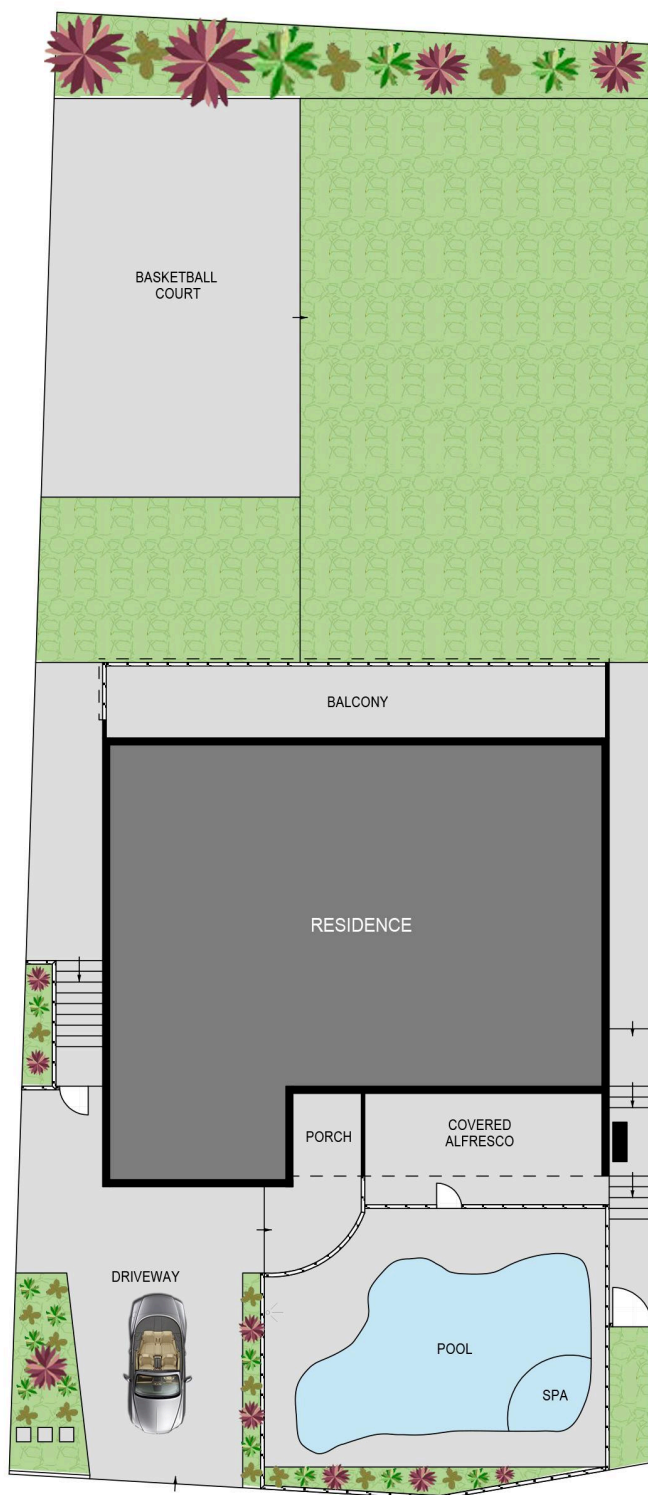 BASKETBALL
COURT
BALCONY
RESIDENCE
PORCH
COVERED
ALFRESCO
DRIVEWAY
POOL
SPA